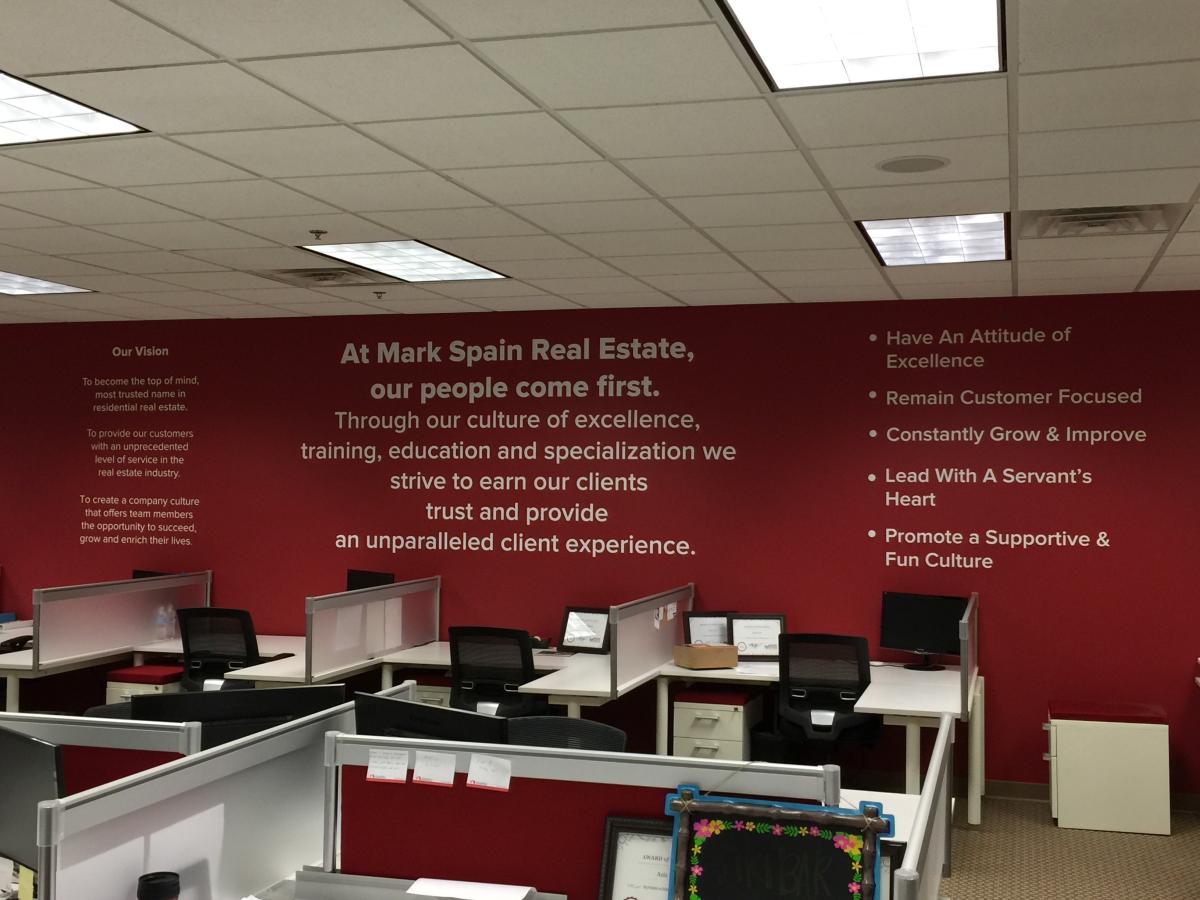 Our Vision
To become the top of mind,
most trusted name in
residential real estate.
To provide our customers
with an unprecedented
level of service in the
real estate industry.
To create a company culture
that offers team members
the opportunity to succeed,
grow and enrich their lives.
At Mark Spain Real Estate,
our people come first.
Through our culture of excellence,
training, education and specialization we
strive to earn our clients
trust and provide
an unparalleled client experience.
• Have An Attitude of
Excellence
• Remain Customer Focused
• Constantly Grow & Improve
• Lead With A Servant's
Heart
• Promote a Supportive &
Fun Culture
AWARD of
BAR